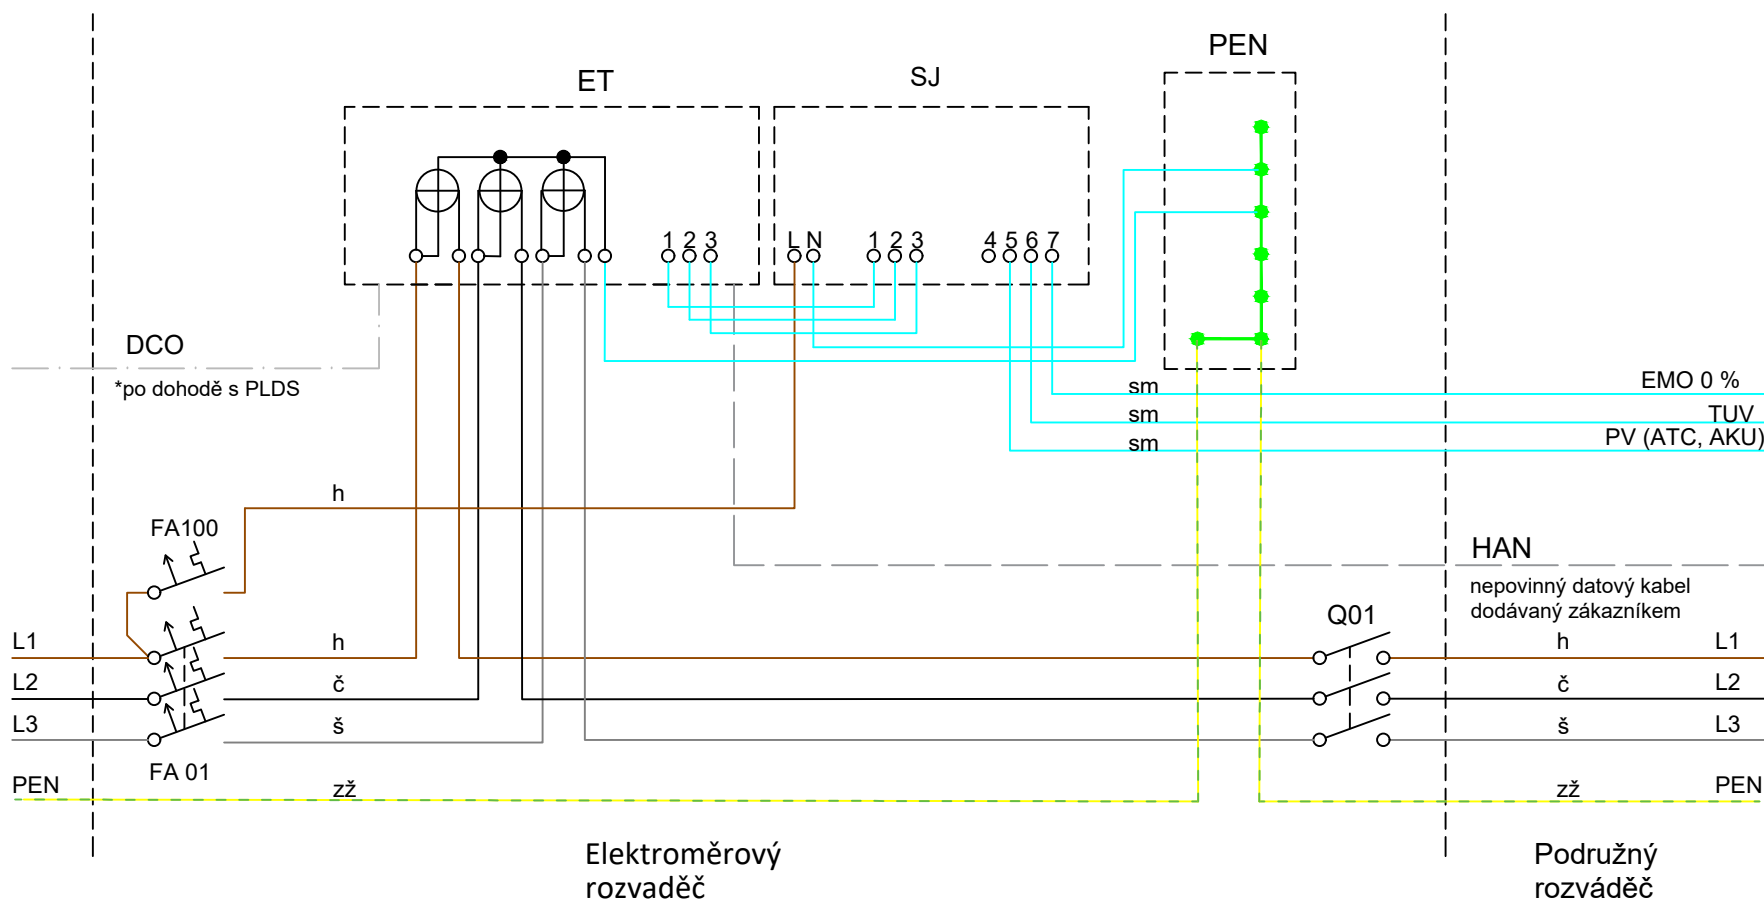 PEN
ET
SJ
1 2 3
L N
1 2 3
4 5 6 7
DCO
*po dohodě s PLDS
sm
EMO 0 %
sm
TUV
sm
PV (ATC, AKU)
h
FA100
HAN
nepovinný datový kabel
dodávaný zákazníkem
Q01
L1
h
h
L1
L2
č
č
L2
L3
š
š
L3
FA 01
PEN
zž
zž
PEN
Elektroměrový
rozvaděč
Podružný
rozváděč